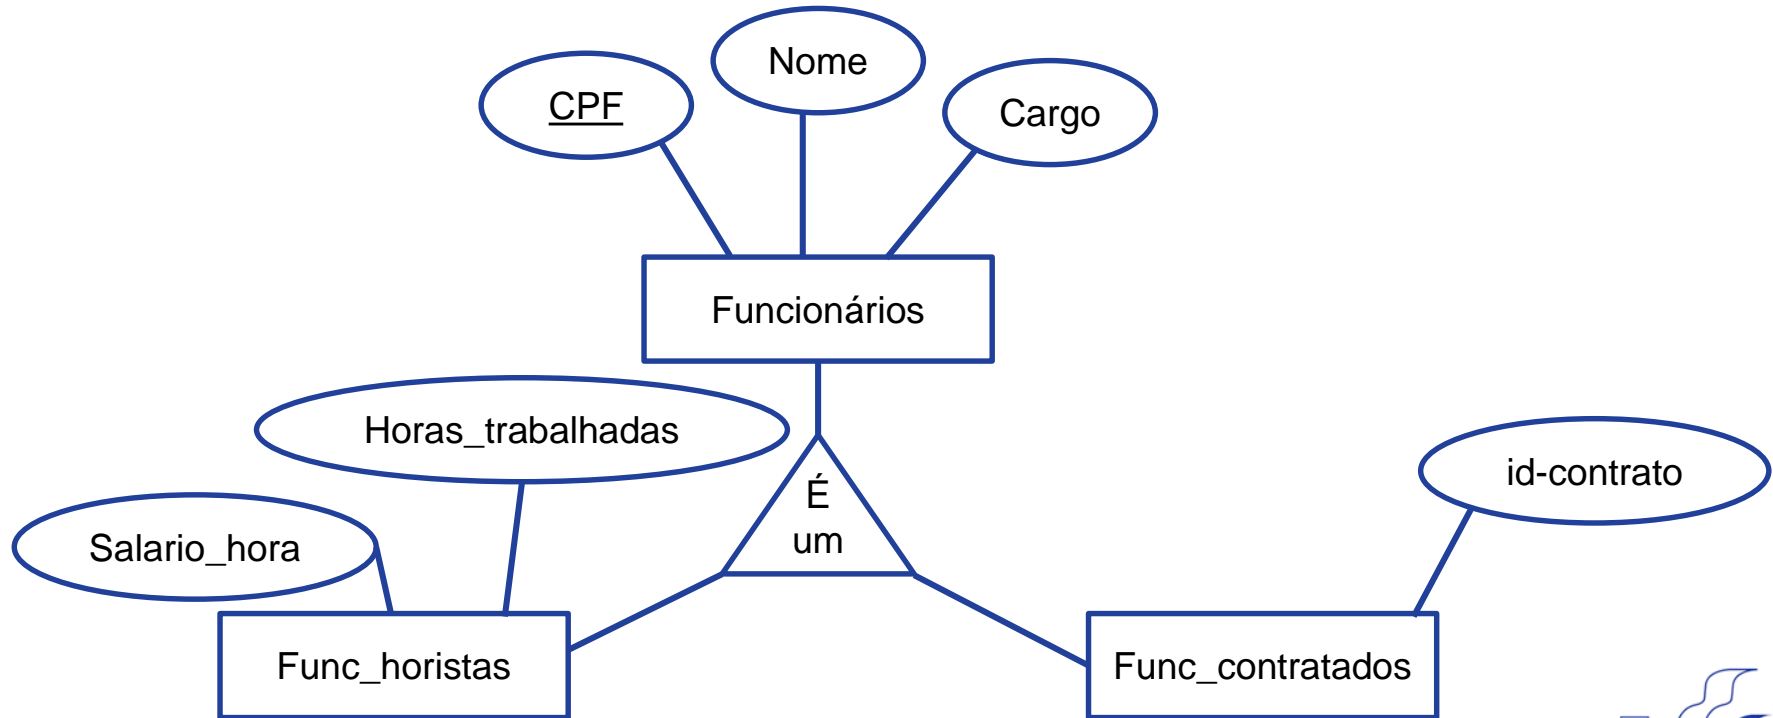 Nome
CPF
Cargo
Funcionários
Horas_trabalhadas
id-contrato
É
um
Salario_hora
Func_horistas
Func_contratados